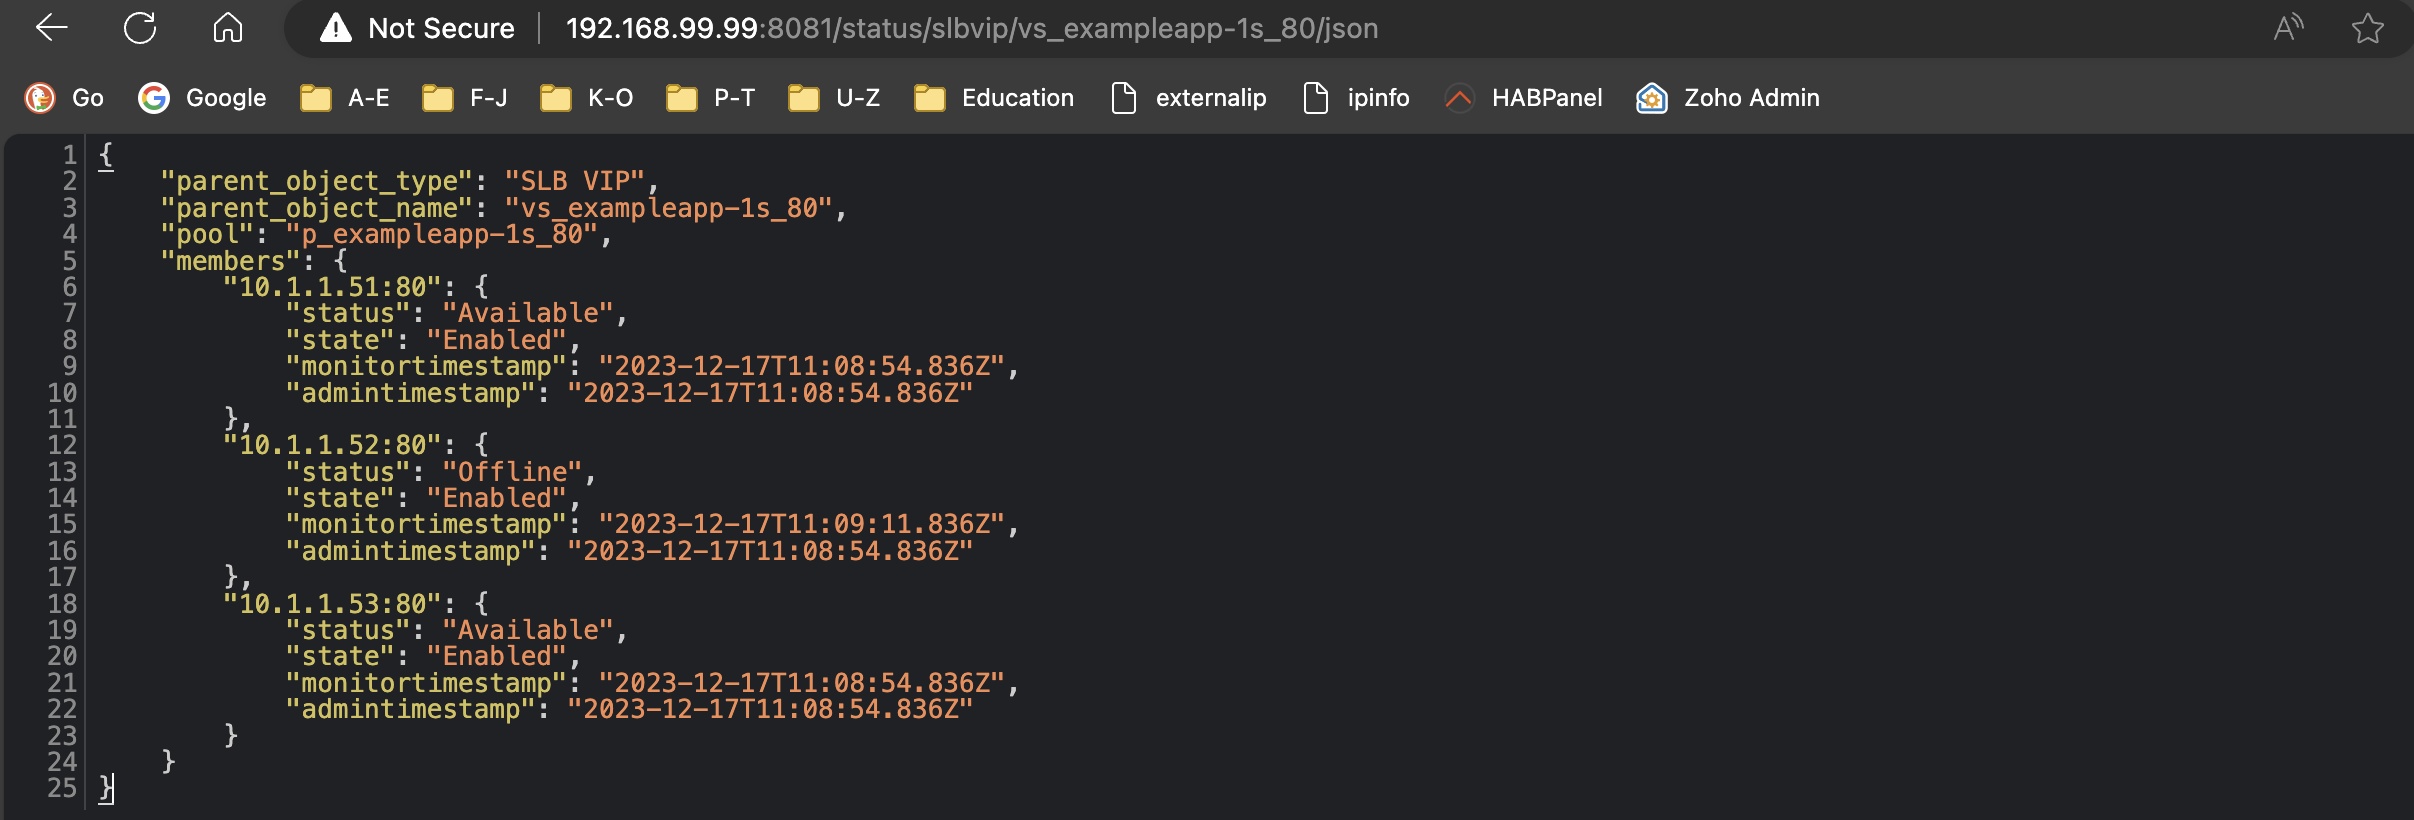 Not Secure 192.168.99.99:8081/status/slbvip/vs_exampleapp-1s_80/json
Go Google A-E F-J K-O P-T U-Z Education externalip ipinfo HABPanel Zoho Admin
1 {
2     "parent_object_type": "SLB VIP",
3     "parent_object_name": "vs_exampleapp-1s_80",
4     "pool": "p_exampleapp-1s_80",
5     "members": {
6         "10.1.1.51:80": {
7             "status": "Available",
8             "state": "Enabled",
9             "monitortimestamp": "2023-12-17T11:08:54.836Z",
10             "admintimestamp": "2023-12-17T11:08:54.836Z"
11         },
12         "10.1.1.52:80": {
13             "status": "Offline",
14             "state": "Enabled",
15             "monitortimestamp": "2023-12-17T11:09:11.836Z",
16             "admintimestamp": "2023-12-17T11:08:54.836Z"
17         },
18         "10.1.1.53:80": {
19             "status": "Available",
20             "state": "Enabled",
21             "monitortimestamp": "2023-12-17T11:08:54.836Z",
22             "admintimestamp": "2023-12-17T11:08:54.836Z"
23         }
24     }
25 }